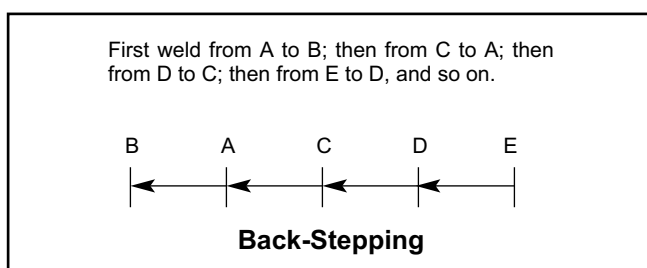 First weld from A to B; then from C to A; then
from D to C; then from E to D, and so on.
B A C D E
Back-Stepping